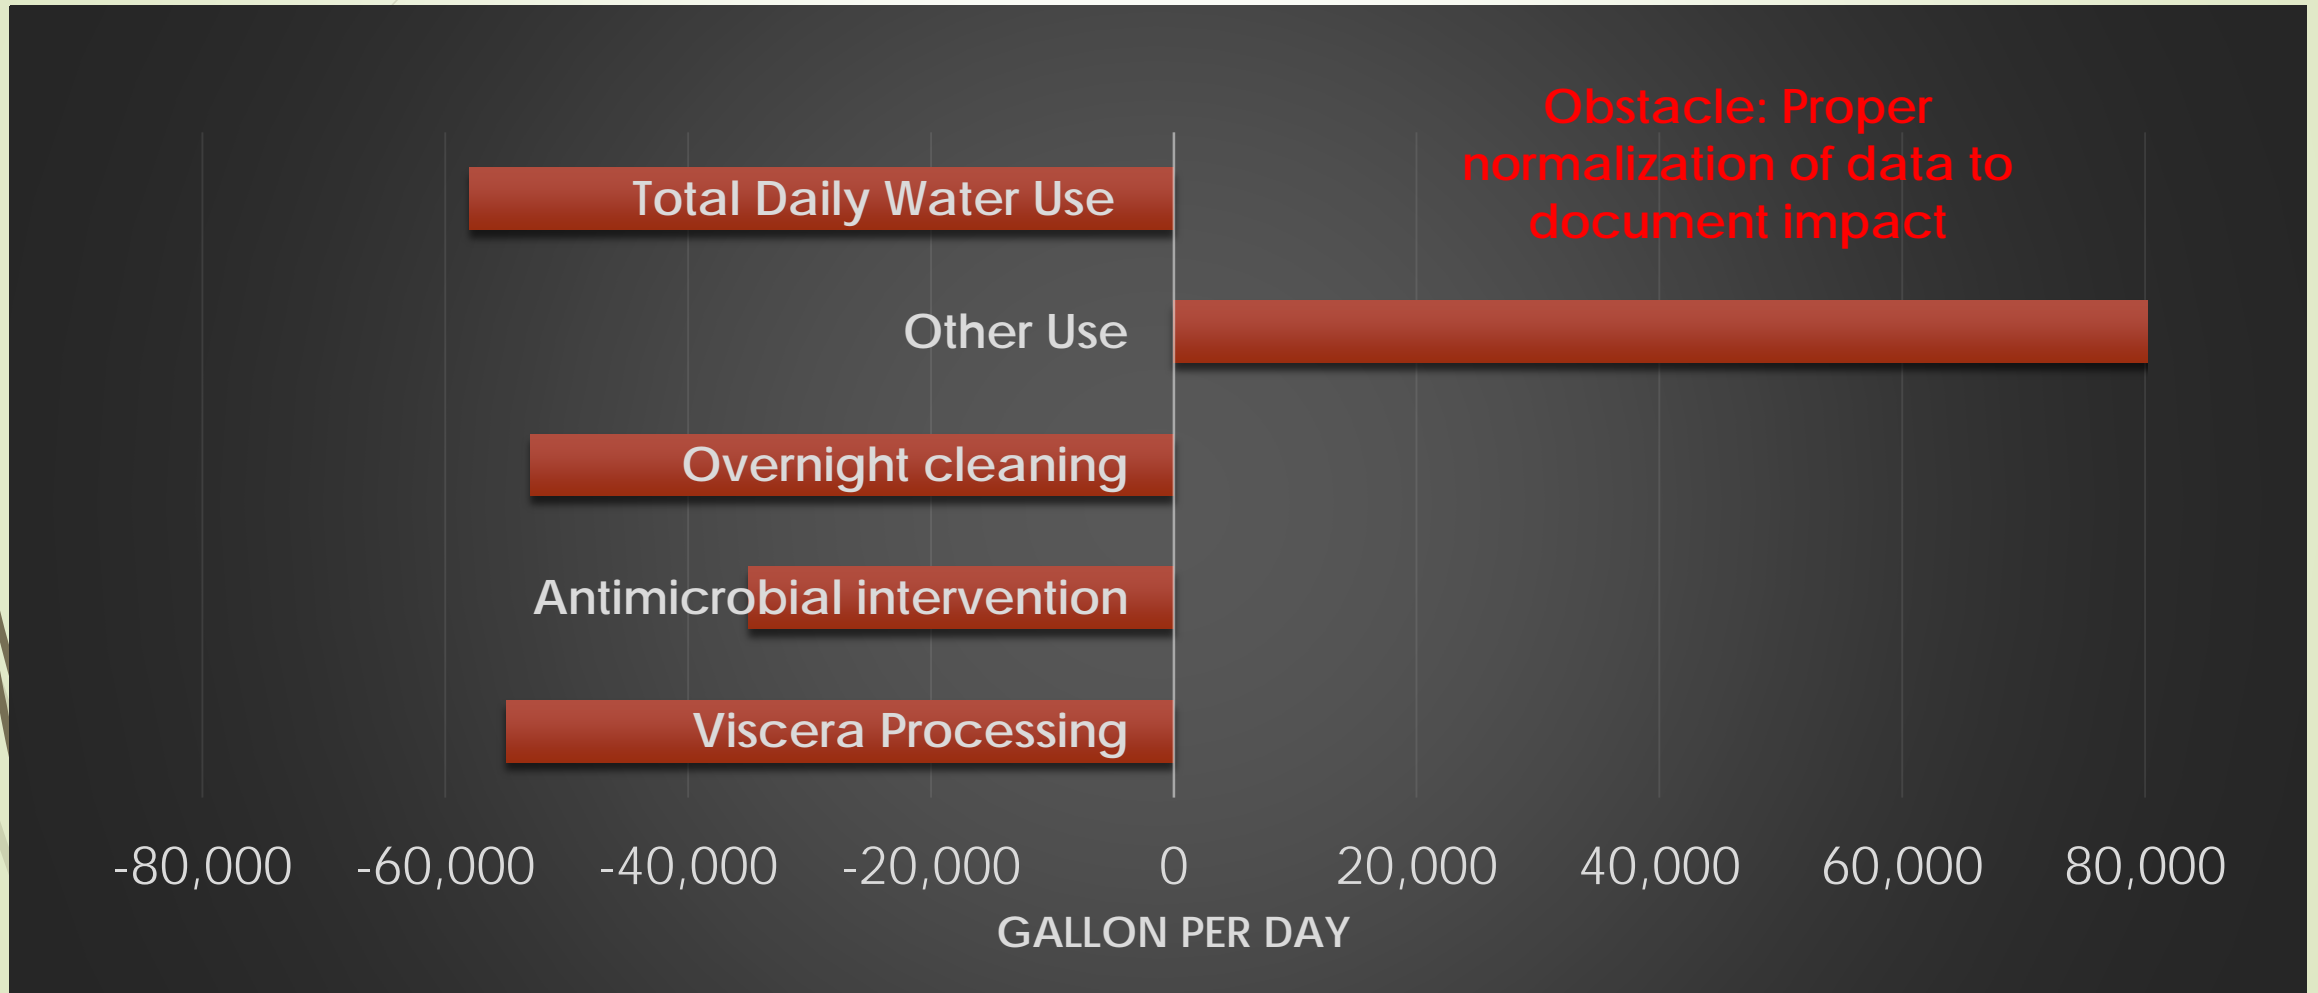 Obstacle: Proper
normalization of data to
document impact
Total Daily Water Use
Other Use
Overnight cleaning
Antimicrobial intervention
Viscera Processing
-80,000 -60,000 -40,000 -20,000 0 20,000 40,000 60,000 80,000
GALLON PER DAY